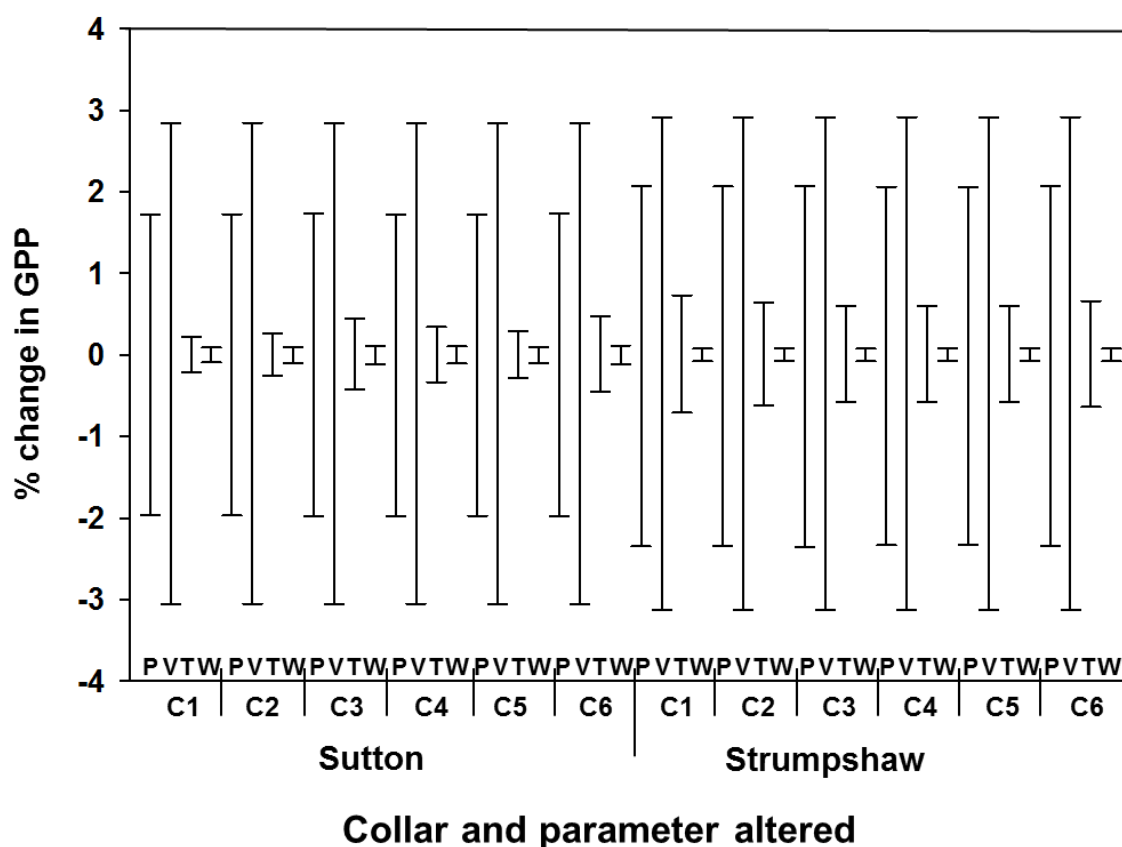 4
3
2
1
0
-1
-2
-3
-4
% change in GPP
P V T W P V T W P V T W P V T W P V T W P V T W P V T W P V T W P V T W P V T W P V T W P V T W
C1 C2 C3 C4 C5 C6 C1 C2 C3 C4 C5 C6
Sutton Strumpshaw
Collar and parameter altered